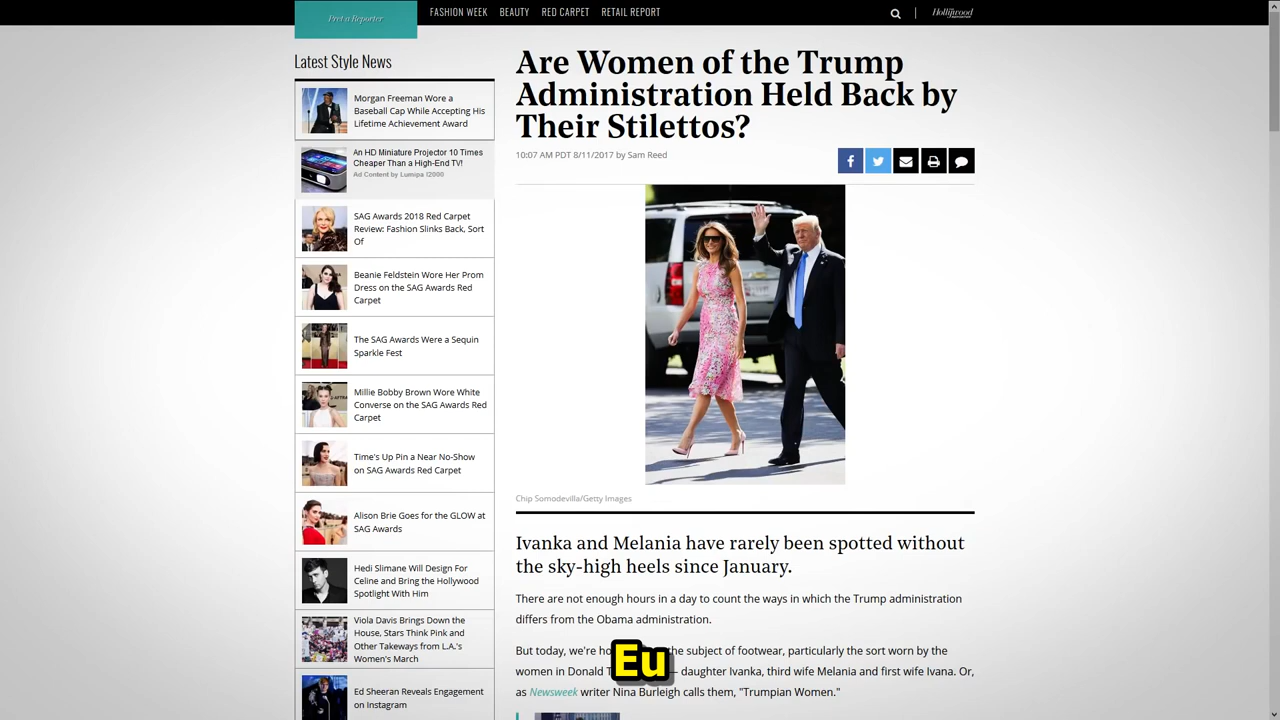 Pret a Reporter
FASHION WEEK BEAUTY RED CARPET RETAIL REPORT
Hollywood
REPORTER
Latest Style News
Morgan Freeman Wore a
Baseball Cap While Accepting His
Lifetime Achievement Award
An HD Miniature Projector 10 Times
Cheaper Than a High-End TV!
Ad Content by Lumipa I2000
SAG Awards 2018 Red Carpet
Review: Fashion Slinks Back, Sort
Of
Beanie Feldstein Wore Her Prom
Dress on the SAG Awards Red
Carpet
The SAG Awards Were a Sequin
Sparkle Fest
Millie Bobby Brown Wore White
Converse on the SAG Awards Red
Carpet
Time's Up Pin a Near No-Show
on SAG Awards Red Carpet
Alison Brie Goes for the GLOW at
SAG Awards
Hedi Slimane Will Design For
Celine and Bring the Hollywood
Spotlight With Him
Viola Davis Brings Down the
House, Stars Think Pink and
Other Takeaways from L.A.'s
Women's March
Ed Sheeran Reveals Engagement
on Instagram
Are Women of the Trump
Administration Held Back by
Their Stilettos?
10:07 AM PDT 8/11/2017 by Sam Reed
Chip Somodevilla/Getty Images
Ivanka and Melania have rarely been spotted without
the sky-high heels since January.
There are not enough hours in a day to count the ways in which the Trump administration
differs from the Obama administration.
But today, we're the subject of footwear, particularly the sort worn by the
women in Donald — daughter Ivanka, third wife Melania and first wife Ivana. Or,
as Newsweek writer Nina Burleigh calls them, "Trumpian Women."
Eu